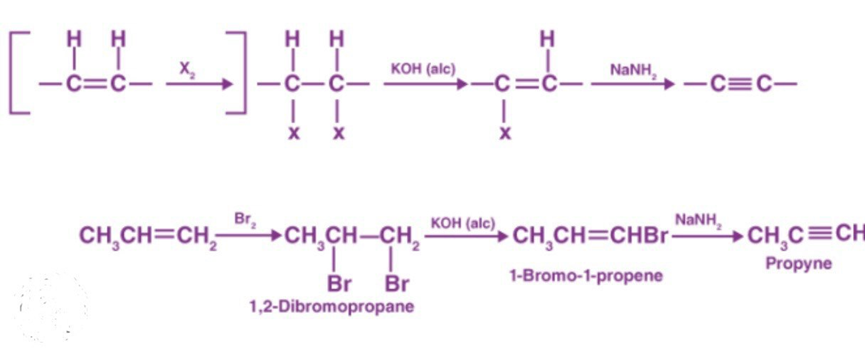 H H H H H
[ —C=C— X₂ ] —C—C— KOH (alc) —C=C— NaNH₂ —C≡C—
X X X
CH₃CH=CH₂ Br₂ CH₃CH—CH₂ KOH (alc) CH₃CH=CHBr NaNH₂ CH₃C≡CH
Br Br 1-Bromo-1-propene Propyne
1,2-Dibromopropane